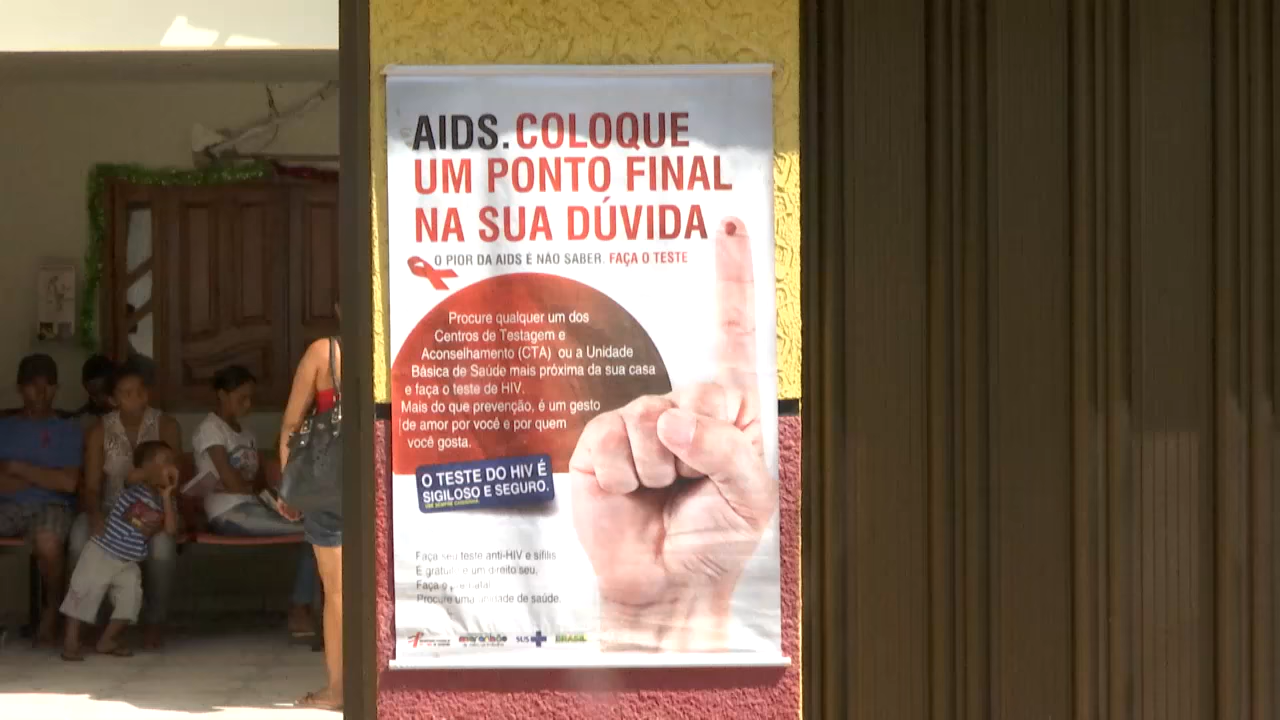 AIDS. COLOQUE
UM PONTO FINAL
NA SUA DÚVIDA
O PIOR DA AIDS É NÃO SABER. FAÇA O TESTE
Procure qualquer um dos
Centros de Testagem e
Aconselhamento (CTA) ou a Unidade
Básica de Saúde mais próxima da sua casa
e faça o teste de HIV.
Mais do que prevenção, é um gesto
de amor por você e por quem
você gosta.
O TESTE DO HIV É
SIGILOSO E SEGURO.
Faça seu teste anti-HIV e sífilis
É e um direito seu.
Faça o
Procure uma de saúde.
maranhão SUS BRASIL